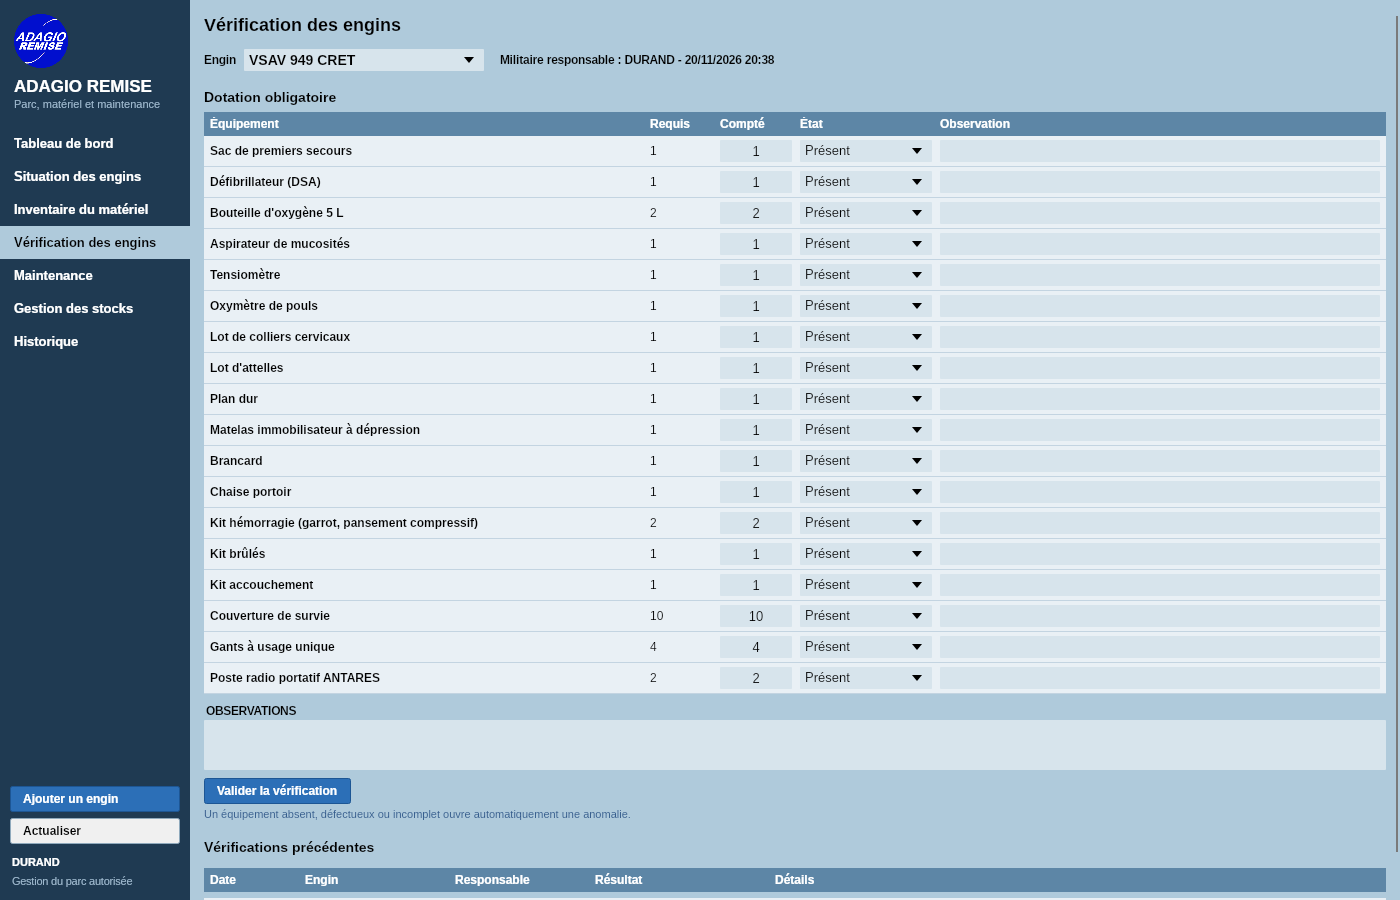 ADAGIO
REMISE
ADAGIO REMISE
Parc, matériel et maintenance
Tableau de bord
Situation des engins
Inventaire du matériel
Vérification des engins
Maintenance
Gestion des stocks
Historique
Ajouter un engin
Actualiser
DURAND
Gestion du parc autorisée
Vérification des engins
Engin VSAV 949 CRET Militaire responsable : DURAND - 20/11/2026 20:38
Dotation obligatoire
Équipement Requis Compté État Observation
Sac de premiers secours 1 1 Présent
Défibrillateur (DSA) 1 1 Présent
Bouteille d'oxygène 5 L 2 2 Présent
Aspirateur de mucosités 1 1 Présent
Tensiomètre 1 1 Présent
Oxymètre de pouls 1 1 Présent
Lot de colliers cervicaux 1 1 Présent
Lot d'attelles 1 1 Présent
Plan dur 1 1 Présent
Matelas immobilisateur à dépression 1 1 Présent
Brancard 1 1 Présent
Chaise portoir 1 1 Présent
Kit hémorragie (garrot, pansement compressif) 2 2 Présent
Kit brûlés 1 1 Présent
Kit accouchement 1 1 Présent
Couverture de survie 10 10 Présent
Gants à usage unique 4 4 Présent
Poste radio portatif ANTARES 2 2 Présent
OBSERVATIONS
Valider la vérification
Un équipement absent, défectueux ou incomplet ouvre automatiquement une anomalie.
Vérifications précédentes
Date Engin Responsable Résultat Détails